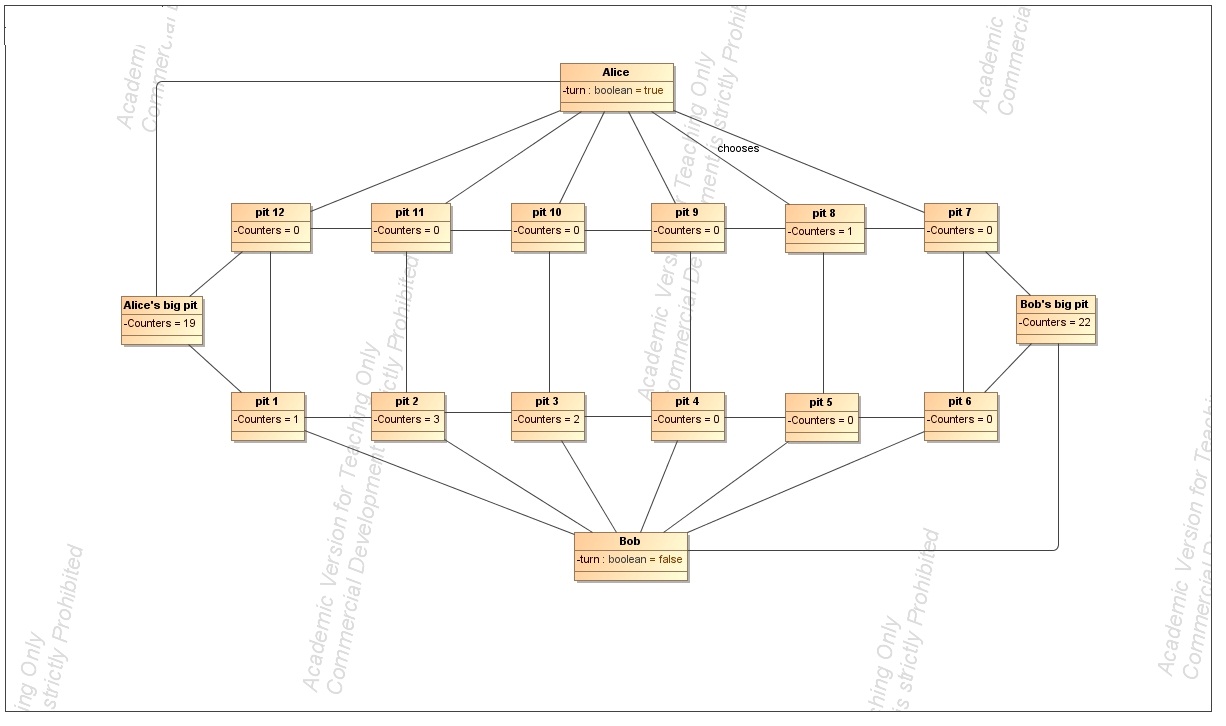 Alice
-turn : boolean = true
chooses
pit 12
-Counters = 0
pit 11
-Counters = 0
pit 10
-Counters = 0
pit 9
-Counters = 0
pit 8
-Counters = 1
pit 7
-Counters = 0
Alice's big pit
-Counters = 19
Bob's big pit
-Counters = 22
pit 1
-Counters = 1
pit 2
-Counters = 3
pit 3
-Counters = 2
pit 4
-Counters = 0
pit 5
-Counters = 0
pit 6
-Counters = 0
Bob
-turn : boolean = false
Academic Version for Teaching Only
Commercial Development is strictly Prohibited